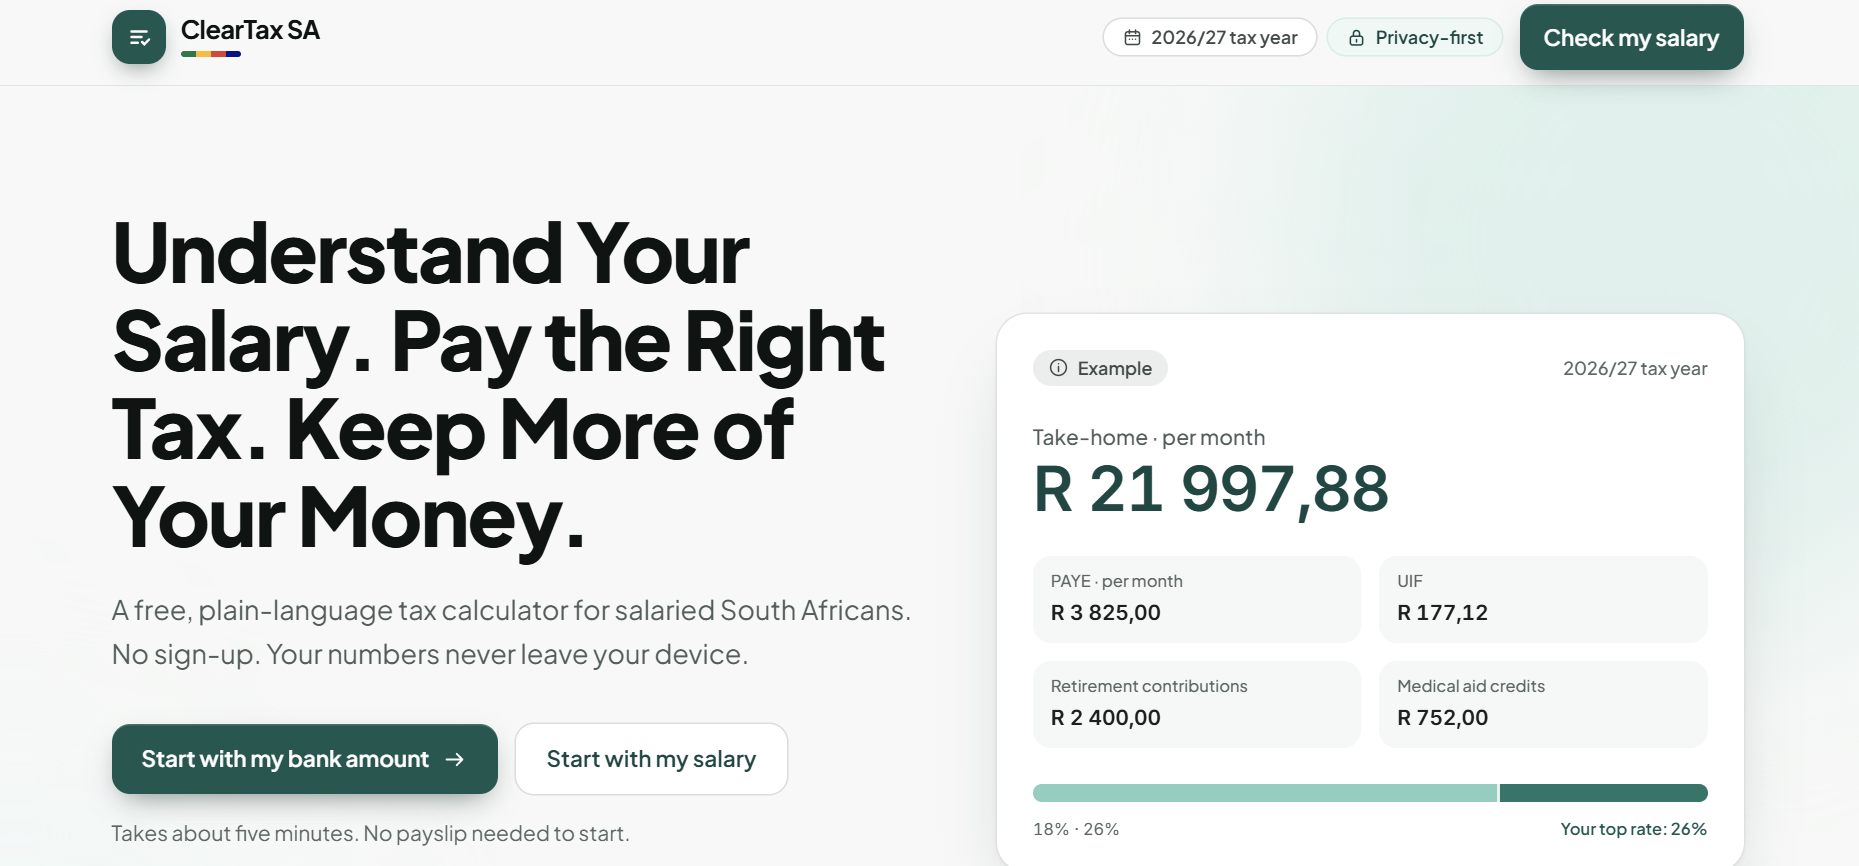 ClearTax SA
2026/27 tax year
Privacy-first
Check my salary
Understand Your
Salary. Pay the Right
Tax. Keep More of
Your Money.
A free, plain-language tax calculator for salaried South Africans.
No sign-up. Your numbers never leave your device.
Start with my bank amount →
Start with my salary
Takes about five minutes. No payslip needed to start.
Example
2026/27 tax year
Take-home · per month
R 21 997,88
PAYE · per month
R 3 825,00
UIF
R 177,12
Retirement contributions
R 2 400,00
Medical aid credits
R 752,00
18% · 26%
Your top rate: 26%